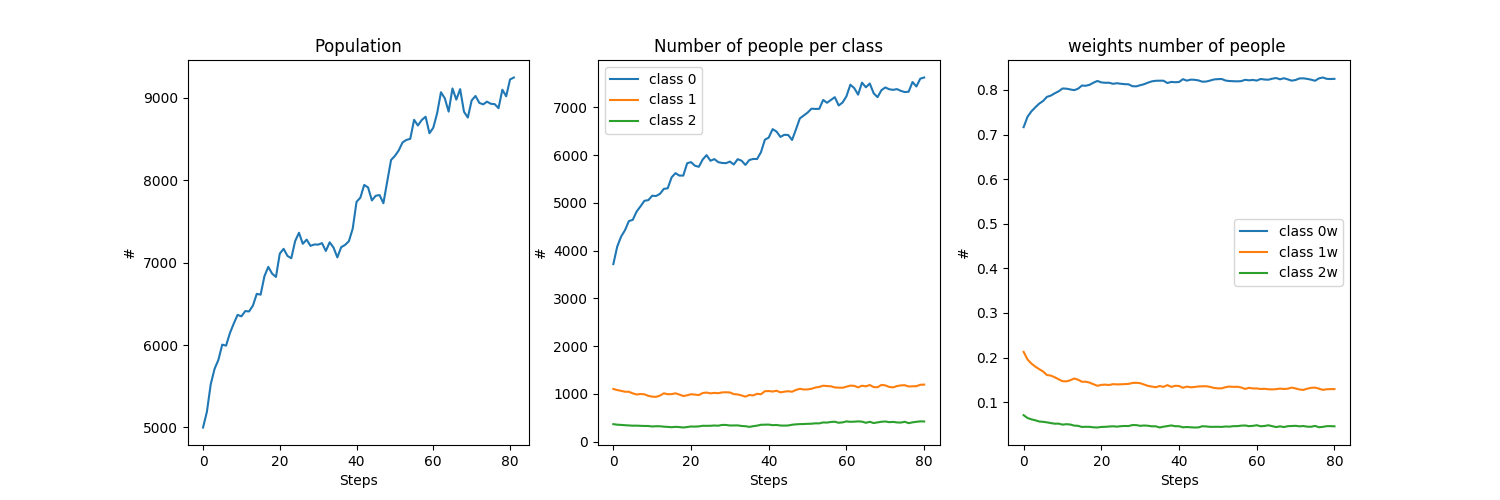 Population
#
9000
8000
7000
6000
5000
0 20 40 60 80
Steps
Number of people per class
#
class 0
class 1
class 2
7000
6000
5000
4000
3000
2000
1000
0
0 20 40 60 80
Steps
weights number of people
#
0.8
0.7
0.6
0.5
0.4
0.3
0.2
0.1
class 0w
class 1w
class 2w
0 20 40 60 80
Steps